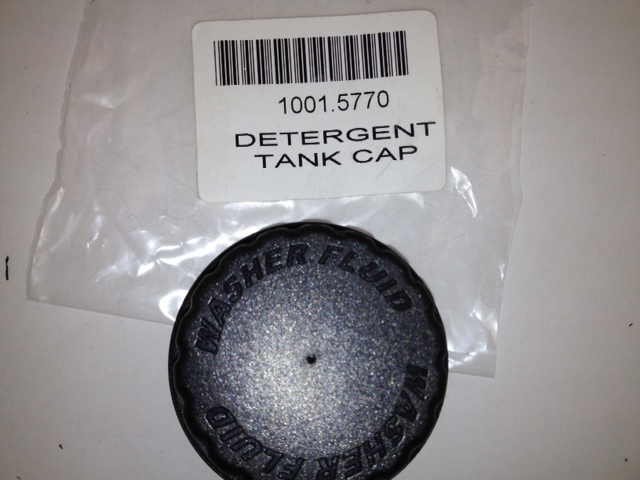 1001.5770
DETERGENT
TANK CAP
WASHER FLUID
WASHER FLUID